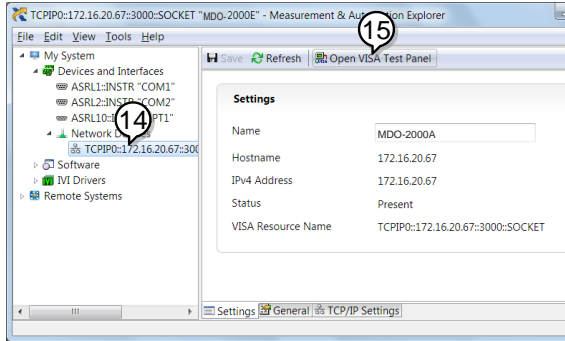 TCPIP0::172.16.20.67::3000::SOCKET "MDO-2000E" - Measurement & Automation Explorer
15
File Edit View Tools Help
Save Refresh Open VISA Test Panel
My System
Devices and Interfaces
ASRL1::INSTR "COM1"
ASRL2::INSTR "COM2"
ASRL10::I PT1"
14
Network De
TCPIP0::172.16.20.67::300
Software
IVI Drivers
Remote Systems
Settings
Name MDO-2000A
Hostname 172.16.20.67
IPv4 Address 172.16.20.67
Status Present
VISA Resource Name TCPIP0::172.16.20.67::3000::SOCKET
Settings General TCP/IP Settings